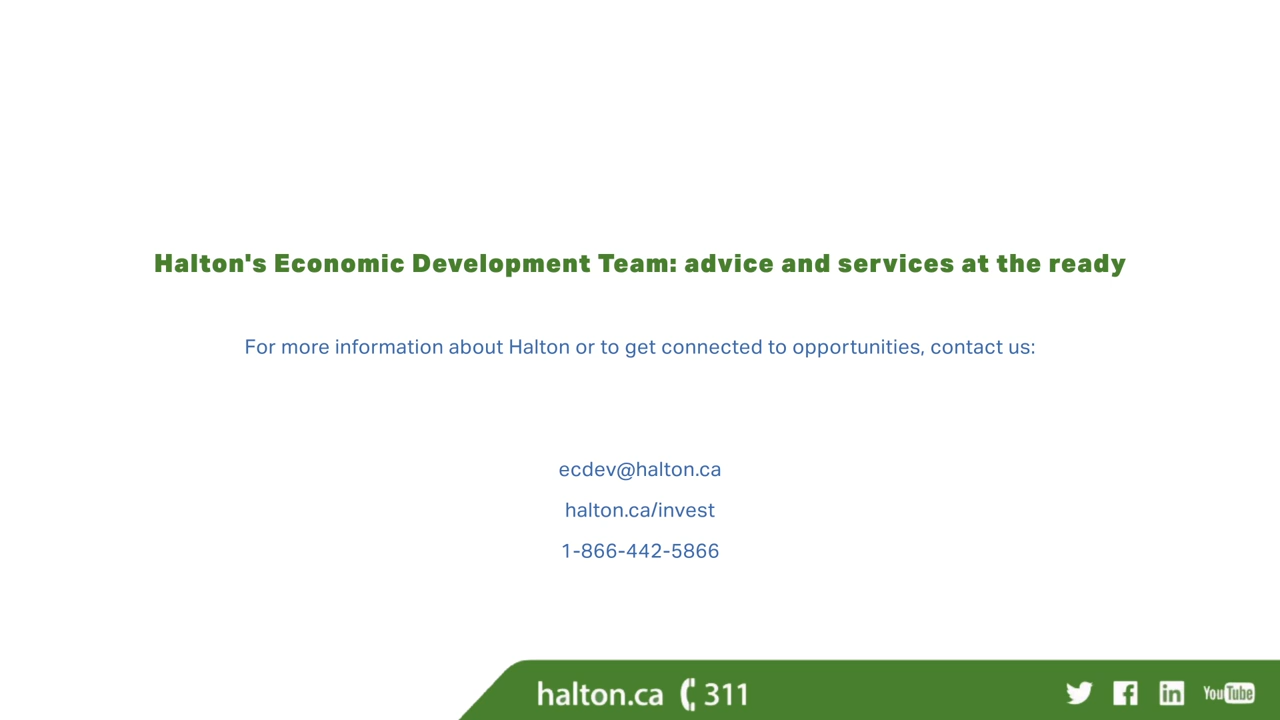 Halton's Economic Development Team: advice and services at the ready
For more information about Halton or to get connected to opportunities, contact us:
ecdev@halton.ca
halton.ca/invest
1-866-442-5866
halton.ca 311
YouTube